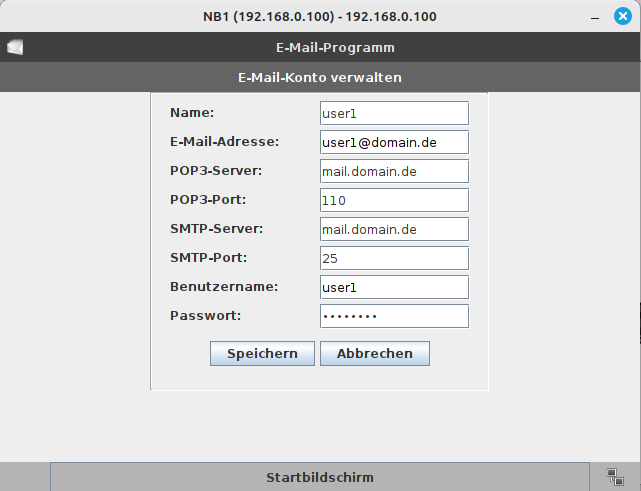 NB1 (192.168.0.100) - 192.168.0.100
E-Mail-Programm
E-Mail-Konto verwalten
Name: user1
E-Mail-Adresse: user1@domain.de
POP3-Server: mail.domain.de
POP3-Port: 110
SMTP-Server: mail.domain.de
SMTP-Port: 25
Benutzername: user1
Passwort: ••••••••
Speichern Abbrechen
Startbildschirm